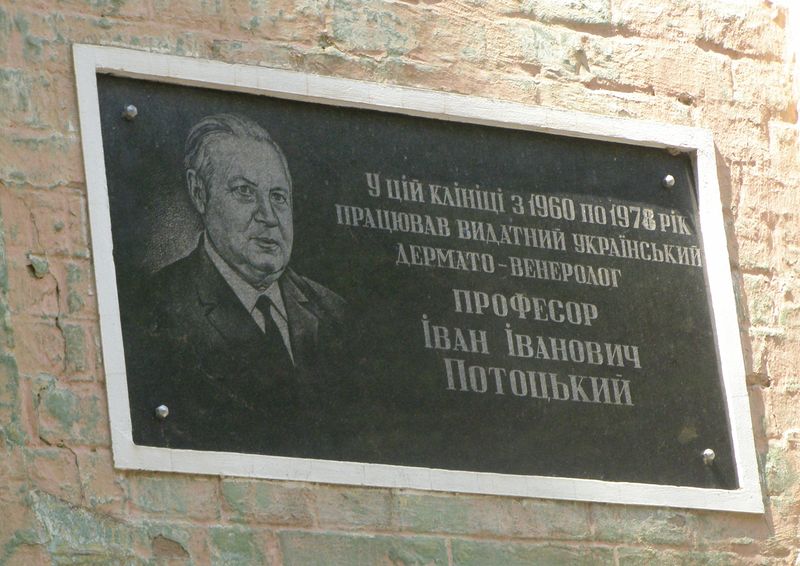 У цій клініці з 1960 по 1978 рік
працював видатний український
дермато-венеролог
професор
Іван Іванович
Потоцький